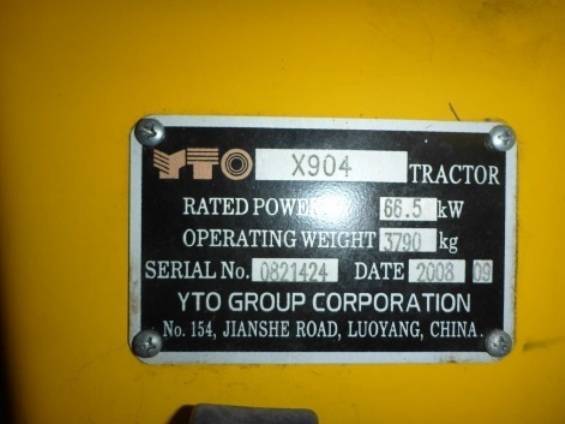 YTO X904 TRACTOR
RATED POWER 66.5 kW
OPERATING WEIGHT 3790 kg
SERIAL No. 0821424 DATE 2008 09
YTO GROUP CORPORATION
No. 154, JIANSHE ROAD, LUOYANG, CHINA.